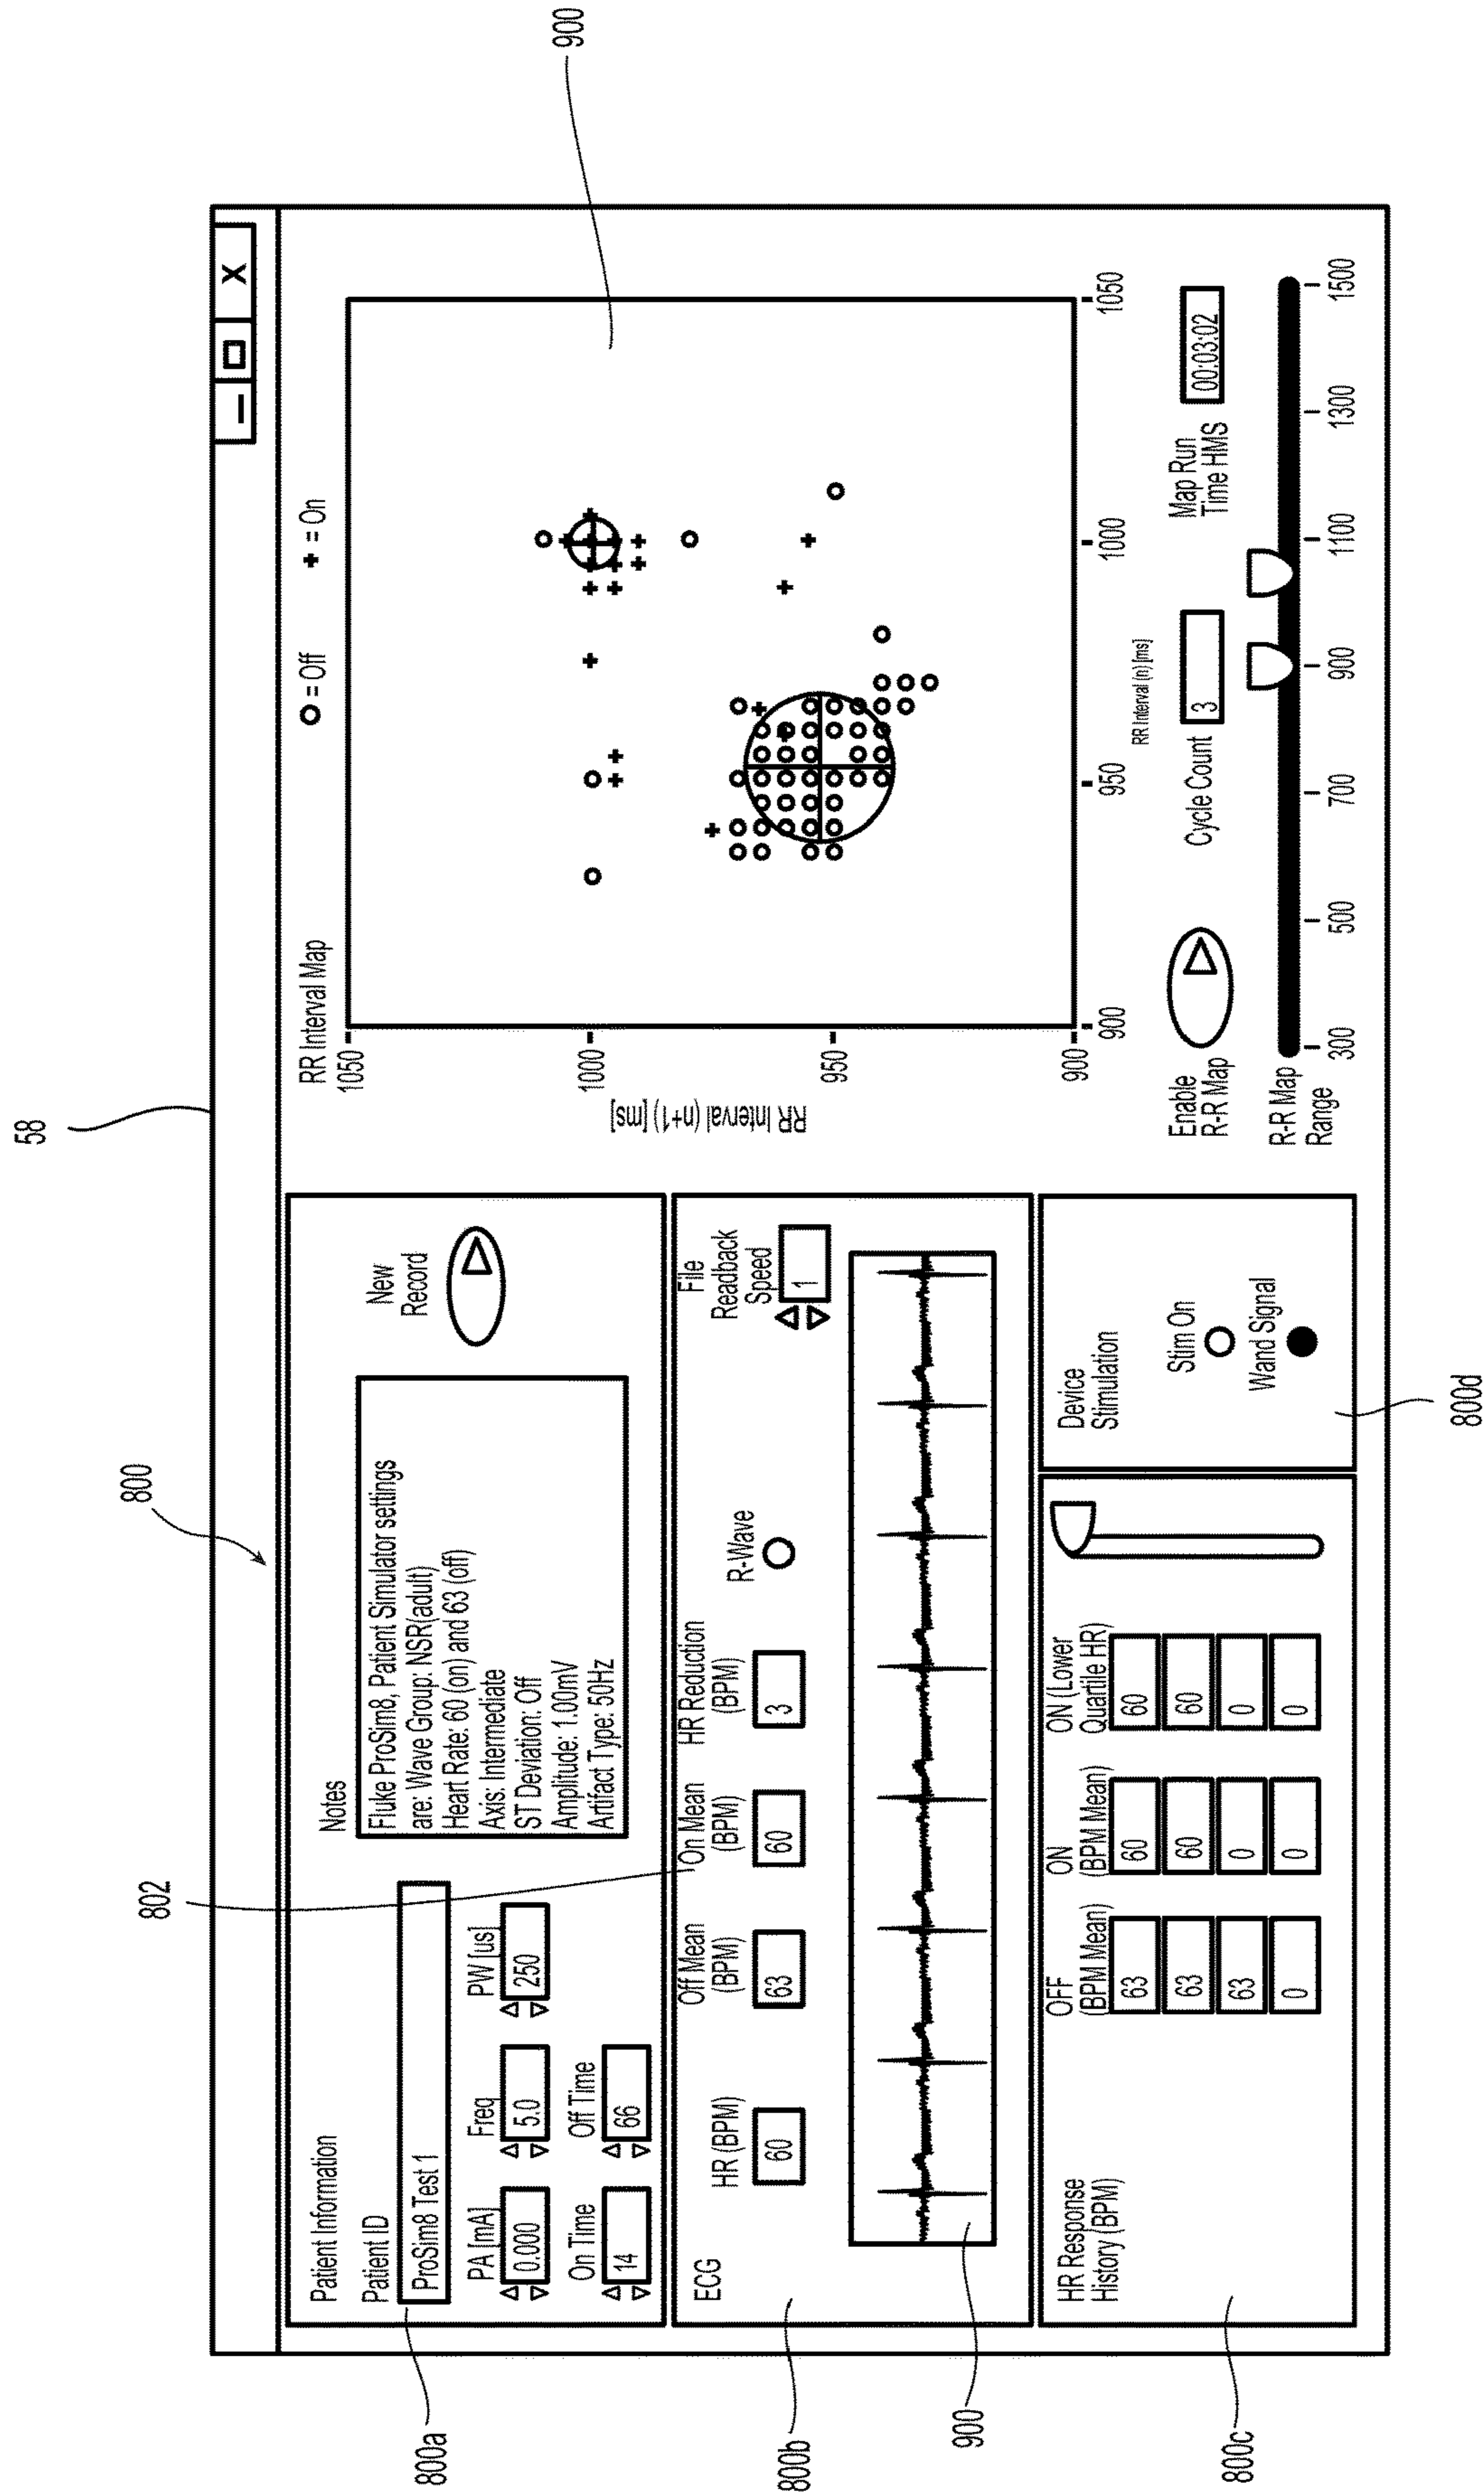 58
800
802
Patient Information
Patient ID
ProSim8 Test 1
PA [mA]
0.000
Freq
5.0
PW [us]
250
On Time
14
Off Time
66
Notes
Fluke ProSim8, Patient Simulator settings
are: Wave Group: NSR(adult)
Heart Rate: 60 (on) and 63 (off)
Axis: Intermediate
ST Deviation: Off
Amplitude: 1.00mV
Artifact Type: 50Hz
New
Record
800a
ECG
HR (BPM)
60
Off Mean
(BPM)
63
On Mean
(BPM)
60
HR Reduction
(BPM)
3
R-Wave
File
Readback
Speed
1
800b
900
HR Response
History (BPM)
OFF
(BPM Mean)
63
63
63
0
ON
(BPM Mean)
60
60
0
0
ON (Lower
Quartile HR)
60
60
0
0
800c
Device
Stimulation
Stim On
Wand Signal
800d
X
RR Interval Map
O = Off
+ = On
1050
1000
950
900
RR Interval (n+1) [ms]
900
950
1000
1050
RR Interval (n) [ms]
900
Enable
R-R Map
Cycle Count
3
Map Run
Time HMS
00:03:02
R-R Map
Range
300
500
700
900
1100
1300
1500